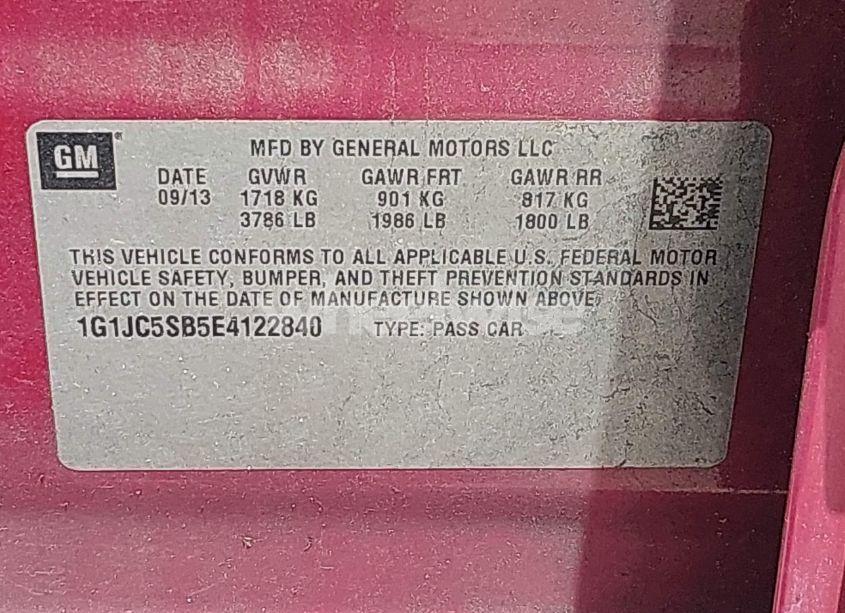 GM®
MFD BY GENERAL MOTORS LLC
DATE GVWR GAWR FRT GAWR RR
09/13 1718 KG 901 KG 817 KG
3786 LB 1986 LB 1800 LB
THIS VEHICLE CONFORMS TO ALL APPLICABLE U.S. FEDERAL MOTOR
VEHICLE SAFETY, BUMPER, AND THEFT PREVENTION STANDARDS IN
EFFECT ON THE DATE OF MANUFACTURE SHOWN ABOVE.
1G1JC5SB5E4122840 TYPE: PASS CAR